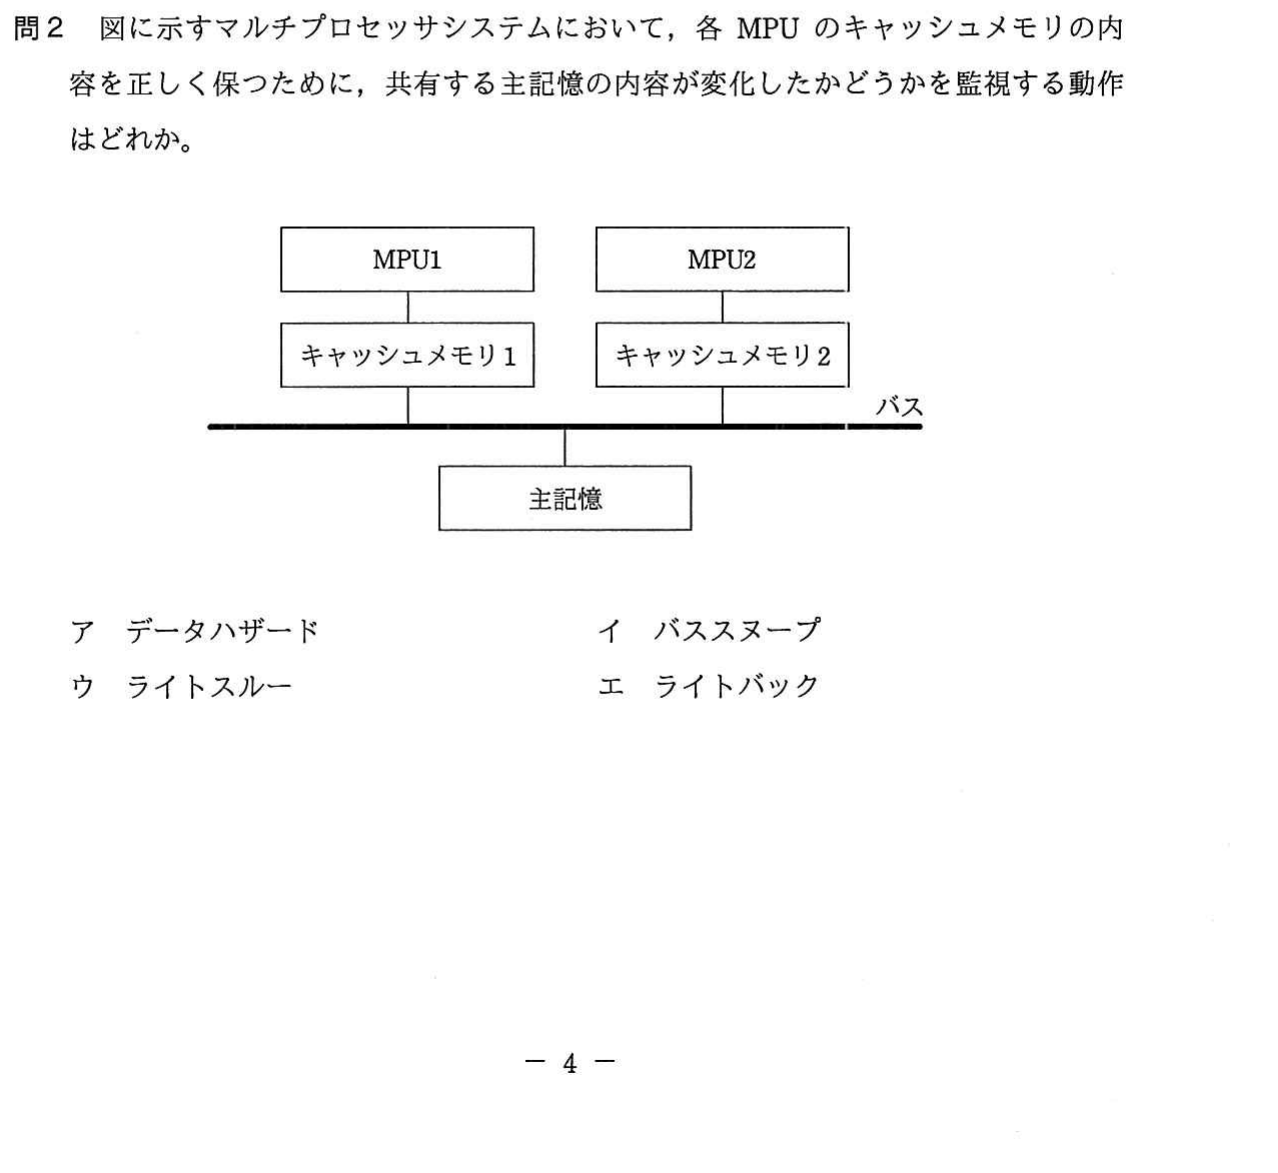 問2 図に示すマルチプロセッサシステムにおいて，各 MPU のキャッシュメモリの内
容を正しく保つために，共有する主記憶の内容が変化したかどうかを監視する動作
はどれか。
MPU1 MPU2
キャッシュメモリ1 キャッシュメモリ2
バス
主記憶
ア データハザード イ バススヌープ
ウ ライトスルー エ ライトバック
― 4 ―